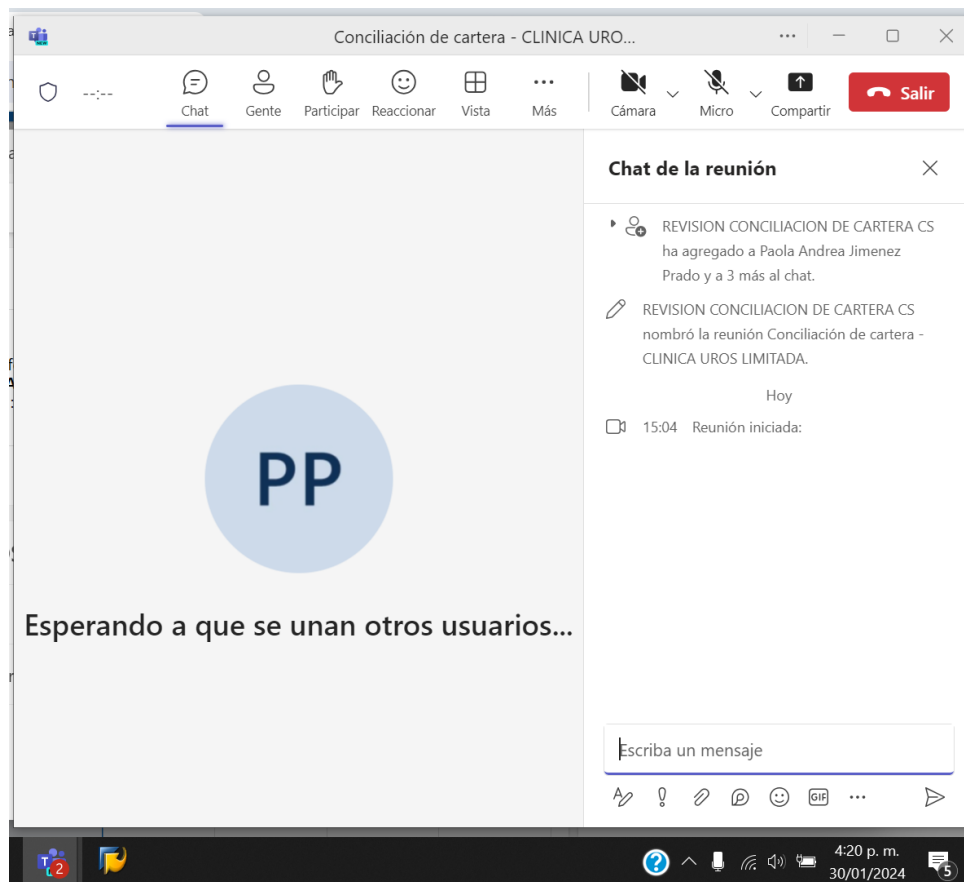 Conciliación de cartera - CLINICA URO...
--:--
Chat
Gente
Participar
Reaccionar
Vista
Más
Cámara
Micro
Compartir
Salir
Chat de la reunión
REVISION CONCILIACION DE CARTERA CS
ha agregado a Paola Andrea Jimenez
Prado y a 3 más al chat.
REVISION CONCILIACION DE CARTERA CS
nombró la reunión Conciliación de cartera -
CLINICA UROS LIMITADA.
Hoy
15:04 Reunión iniciada:
PP
Esperando a que se unan otros usuarios...
Escriba un mensaje
GIF
2
4:20 p. m.
30/01/2024
5